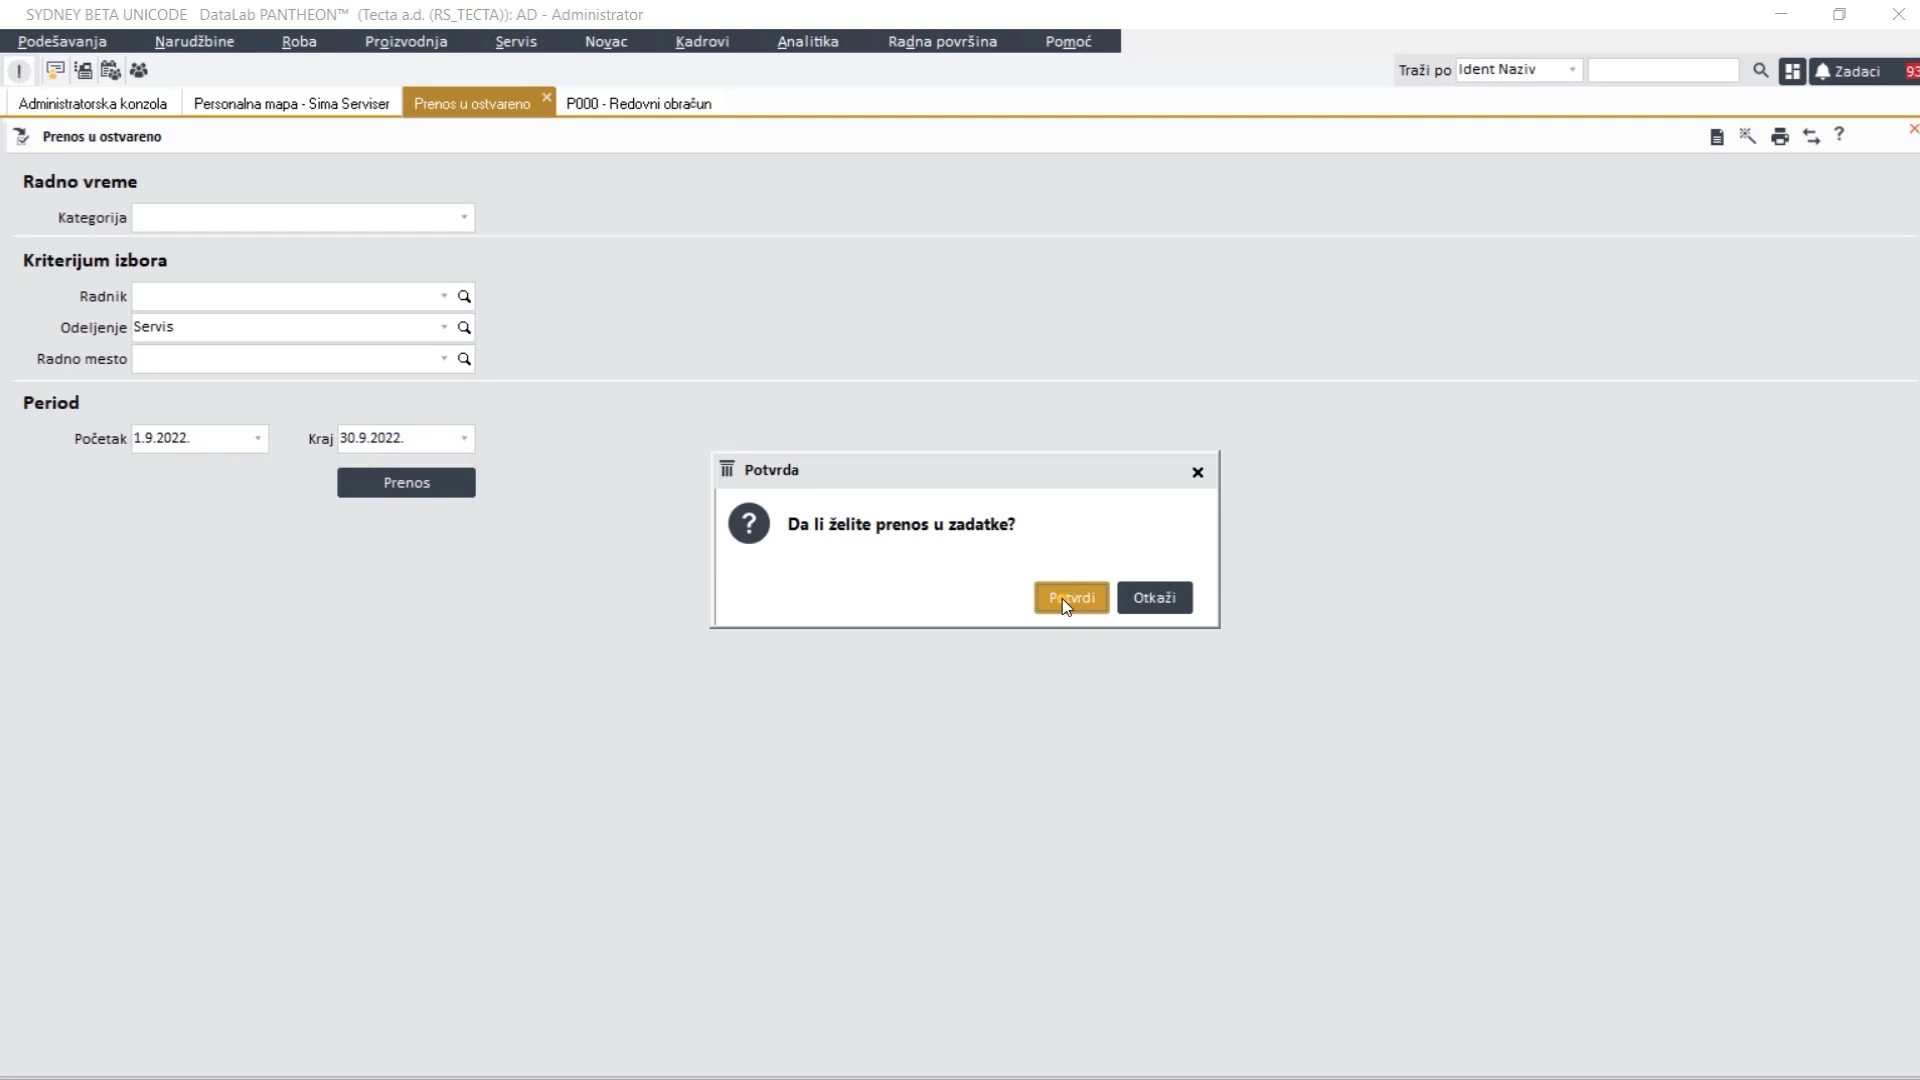 SYDNEY BETA UNICODE DataLab PANTHEON™ (Tecta a.d. (RS_TECTA)): AD - Administrator
Podešavanja Narudžbine Roba Proizvodnja Servis Novac Kadrovi Analitika Radna površina Pomoć
Traži po Ident Naziv Zadaci 93
Administratorska konzola Personalna mapa - Sima Serviser Prenos u ostvareno P000 - Redovni obračun
Prenos u ostvareno
Radno vreme
Kategorija
Kriterijum izbora
Radnik
Odeljenje Servis
Radno mesto
Period
Početak 1.9.2022. Kraj 30.9.2022.
Prenos
Potvrda
Da li želite prenos u zadatke?
Potvrdi Otkaži